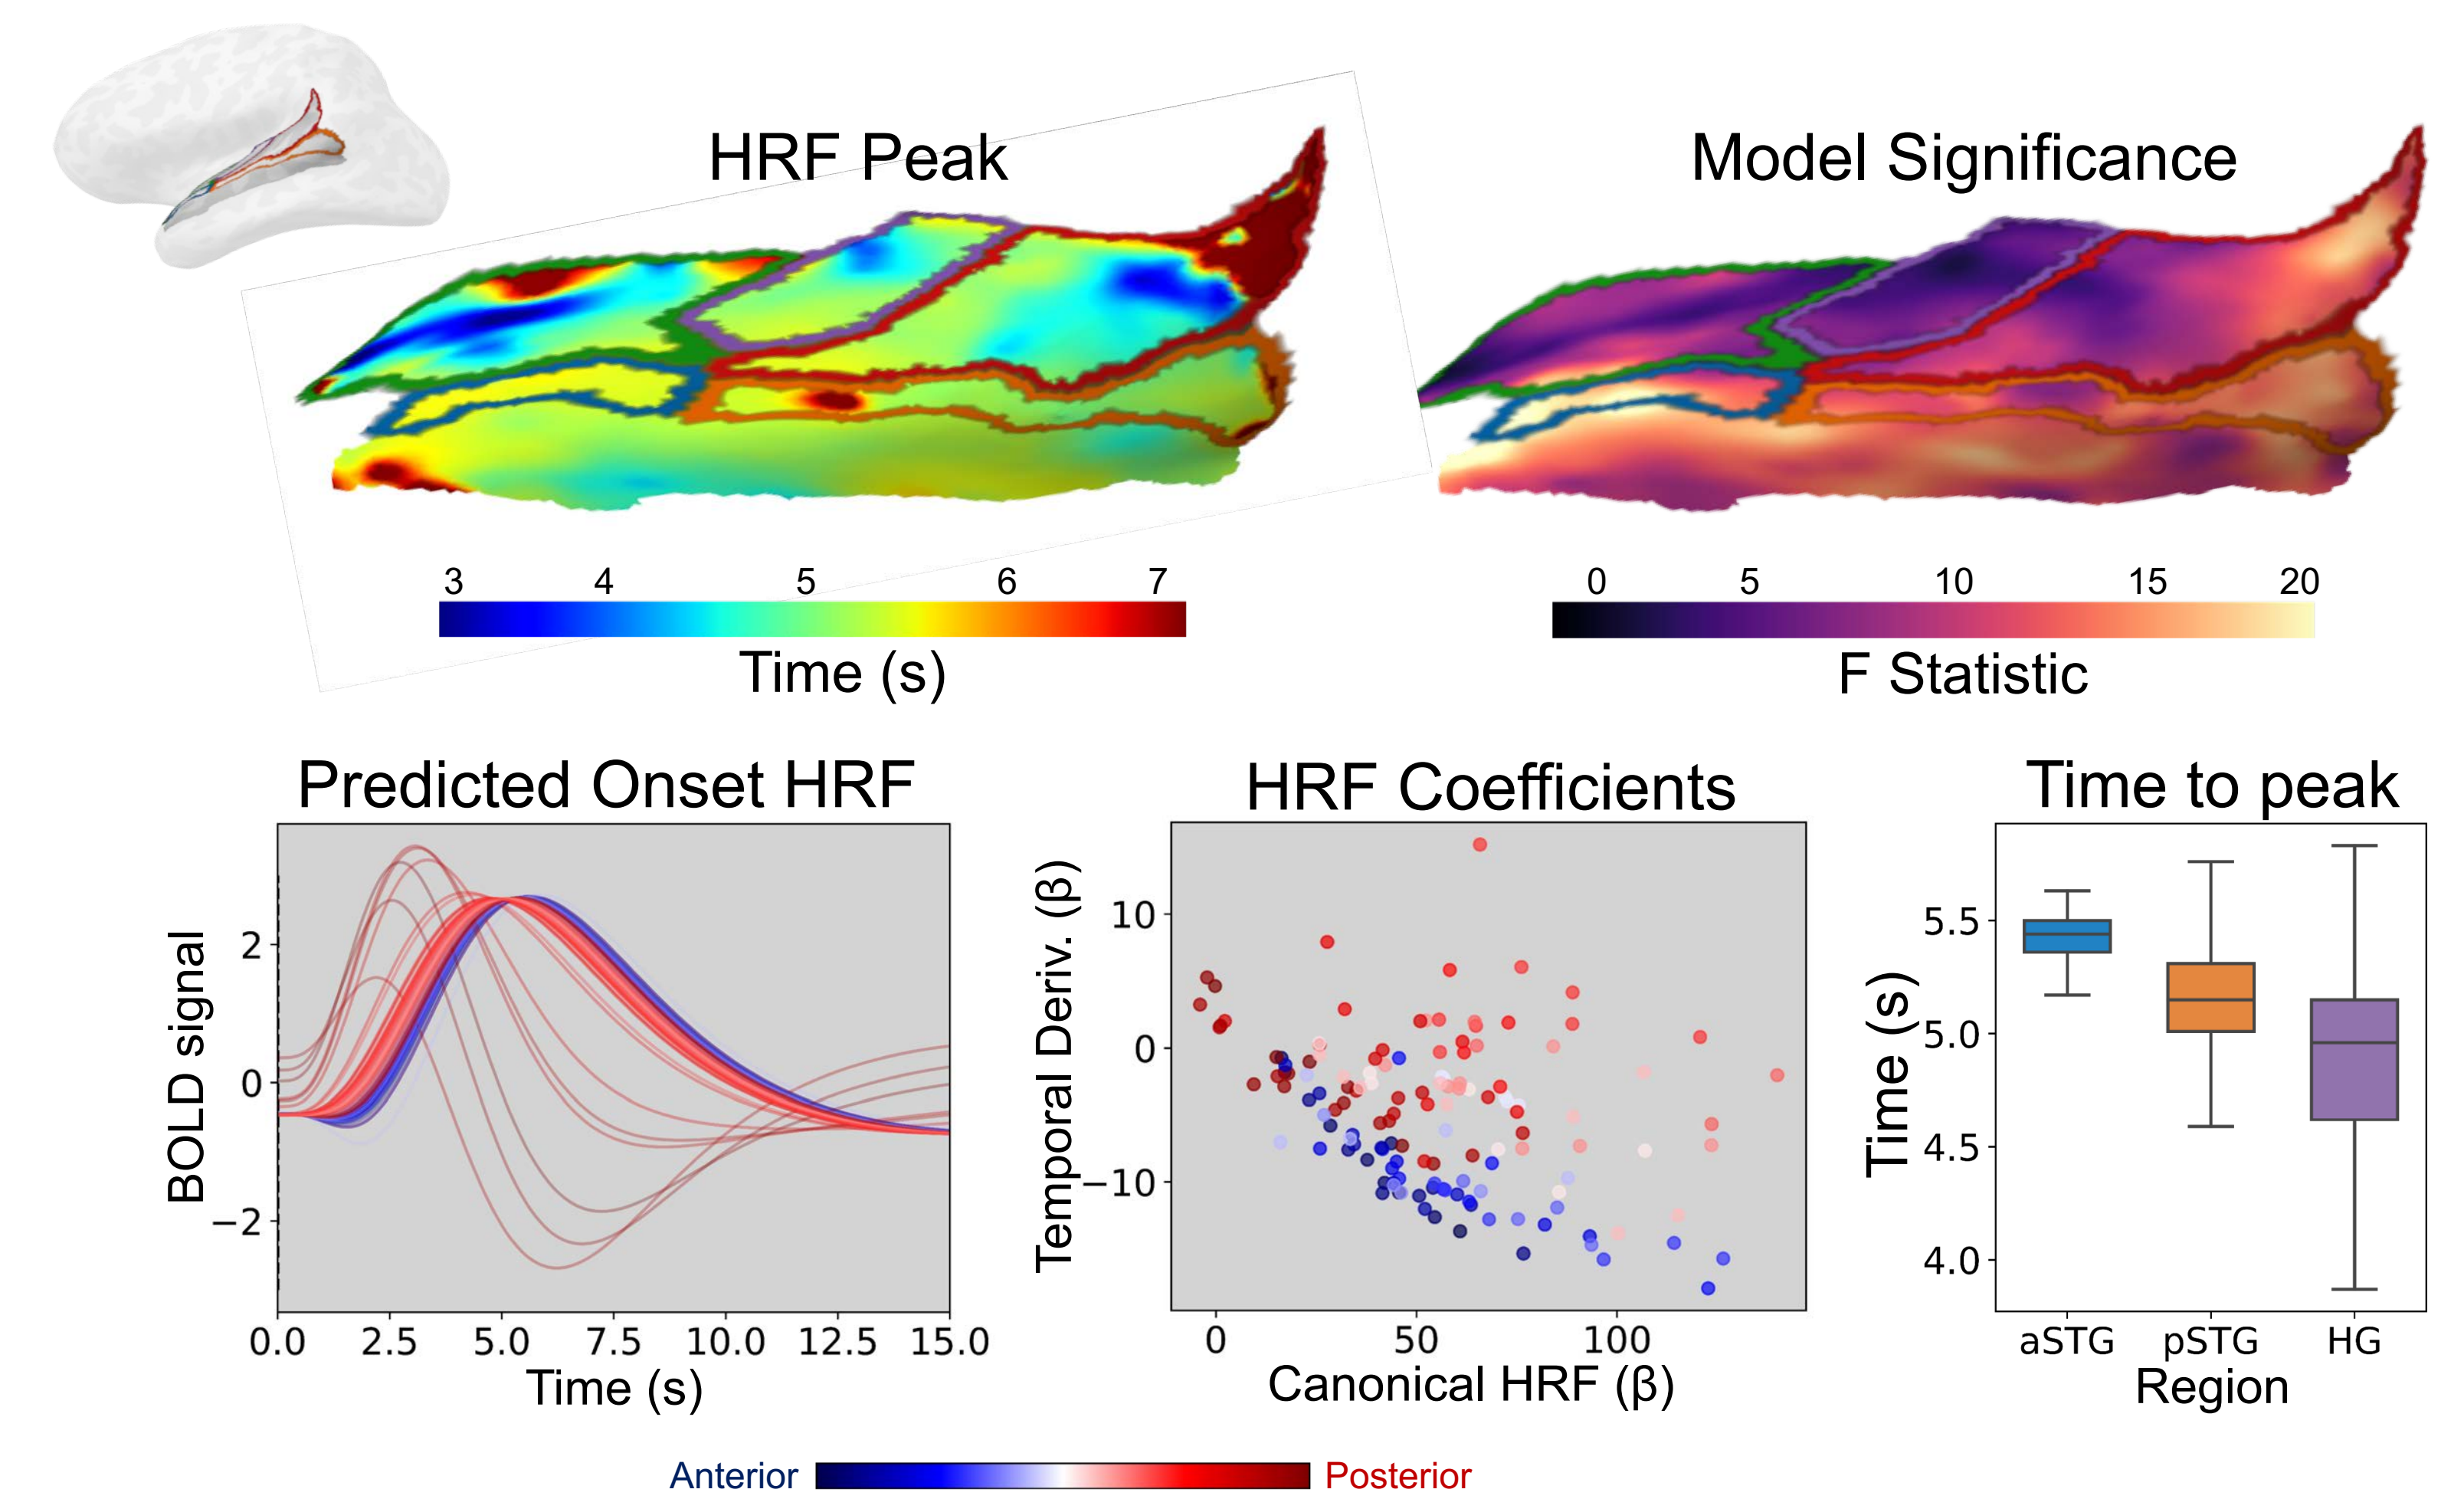 HRF Peak
Model Significance
3 4 5 6 7
Time (s)
0 5 10 15 20
F Statistic
Predicted Onset HRF
BOLD signal
2
0
−2
0.0 2.5 5.0 7.5 10.0 12.5 15.0
Time (s)
HRF Coefficients
Temporal Deriv. (β)
10
0
−10
0 50 100
Canonical HRF (β)
Time to peak
Time (s)
5.5
5.0
4.5
4.0
aSTG pSTG HG
Region
Anterior
Posterior